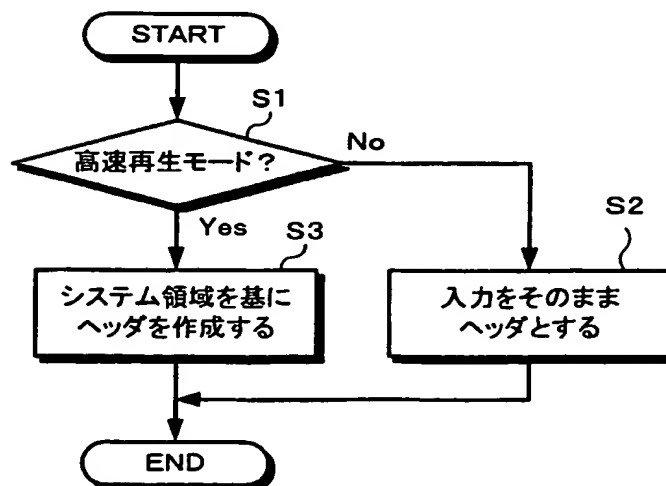 START
S1
高速再生モード?
No
Yes
S3
S2
システム領域を基に
ヘッダを作成する
入力をそのまま
ヘッダとする
END